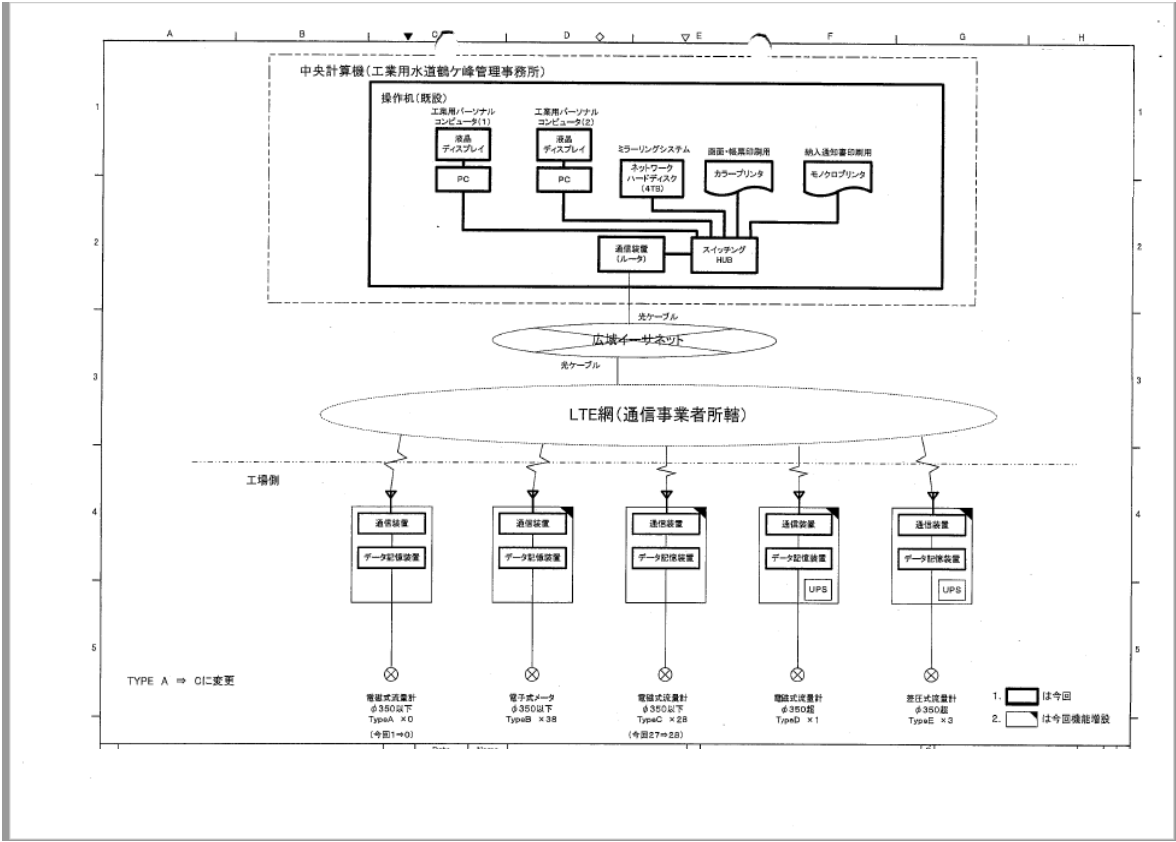 A B C D E F G H
中央計算機(工業用水道鶴ケ峰管理事務所)
操作机(既設)
1
1
工業用パーソナル
コンピュータ(1)
工業用パーソナル
コンピュータ(2)
液晶
ディスプレイ
液晶
ディスプレイ
PC
PC
ミラーリングシステム
ネットワーク
ハードディスク
(4TB)
画面・帳票印刷用
カラープリンタ
納入通知書印刷用
モノクロプリンタ
2
2
通信装置
(ルータ)
スイッチング
HUB
光ケーブル
広域イーサネット
光ケーブル
3
3
LTE網(通信事業者所轄)
工場側
4
4
通信装置
通信装置
通信装置
通信装置
通信装置
データ記憶装置
データ記憶装置
データ記憶装置
データ記憶装置
データ記憶装置
UPS
UPS
5
5
TYPE A ⇒ Cに変更
電磁式流量計
φ350以下
TypeA ×0
(今回1⇒0)
電子式メータ
φ350以下
TypeB ×38
電磁式流量計
φ350以下
TypeC ×28
(今回27⇒28)
電磁式流量計
φ350超
TypeD ×1
差圧式流量計
φ350超
TypeE ×3
1. は今回
2. は今回機能増設